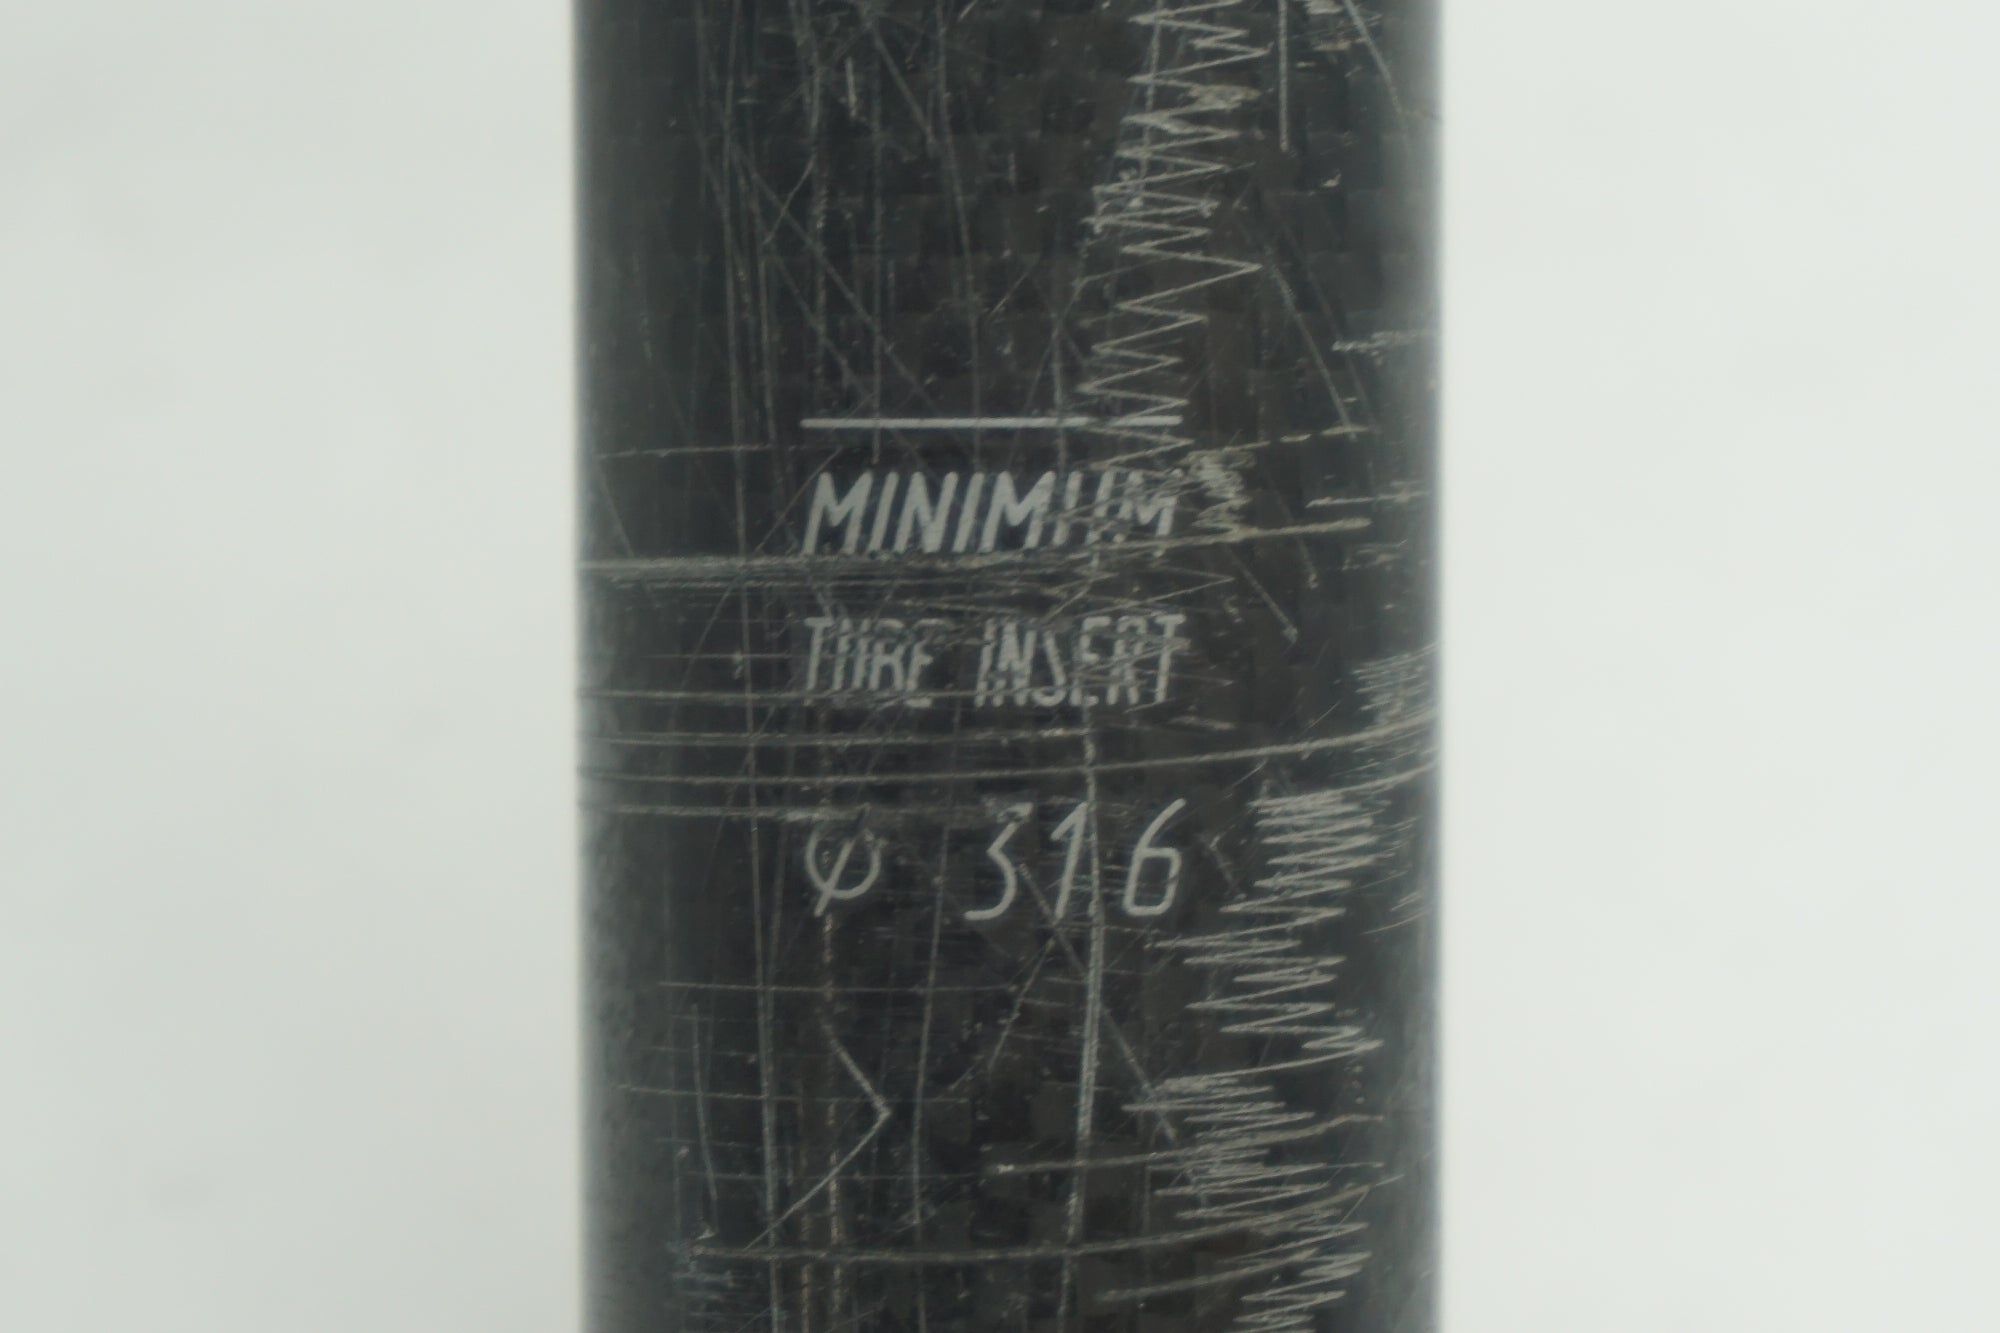 MINIMUM
TUBE INSERT
φ 316